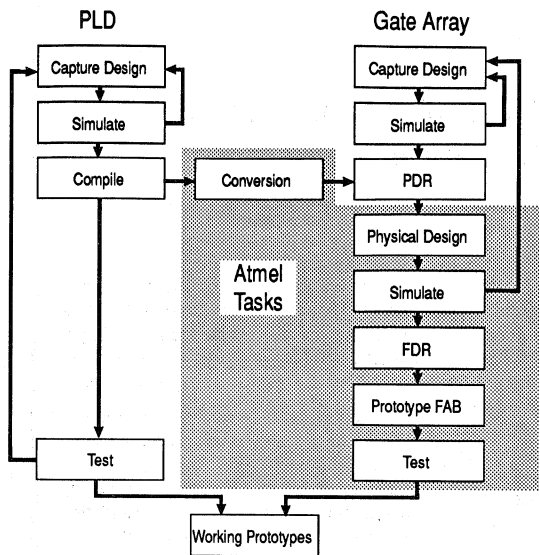 PLD
Gate Array
Capture Design
Capture Design
Simulate
Simulate
Compile
Conversion
PDR
Physical Design
Atmel
Tasks
Simulate
FDR
Prototype FAB
Test
Test
Working Prototypes